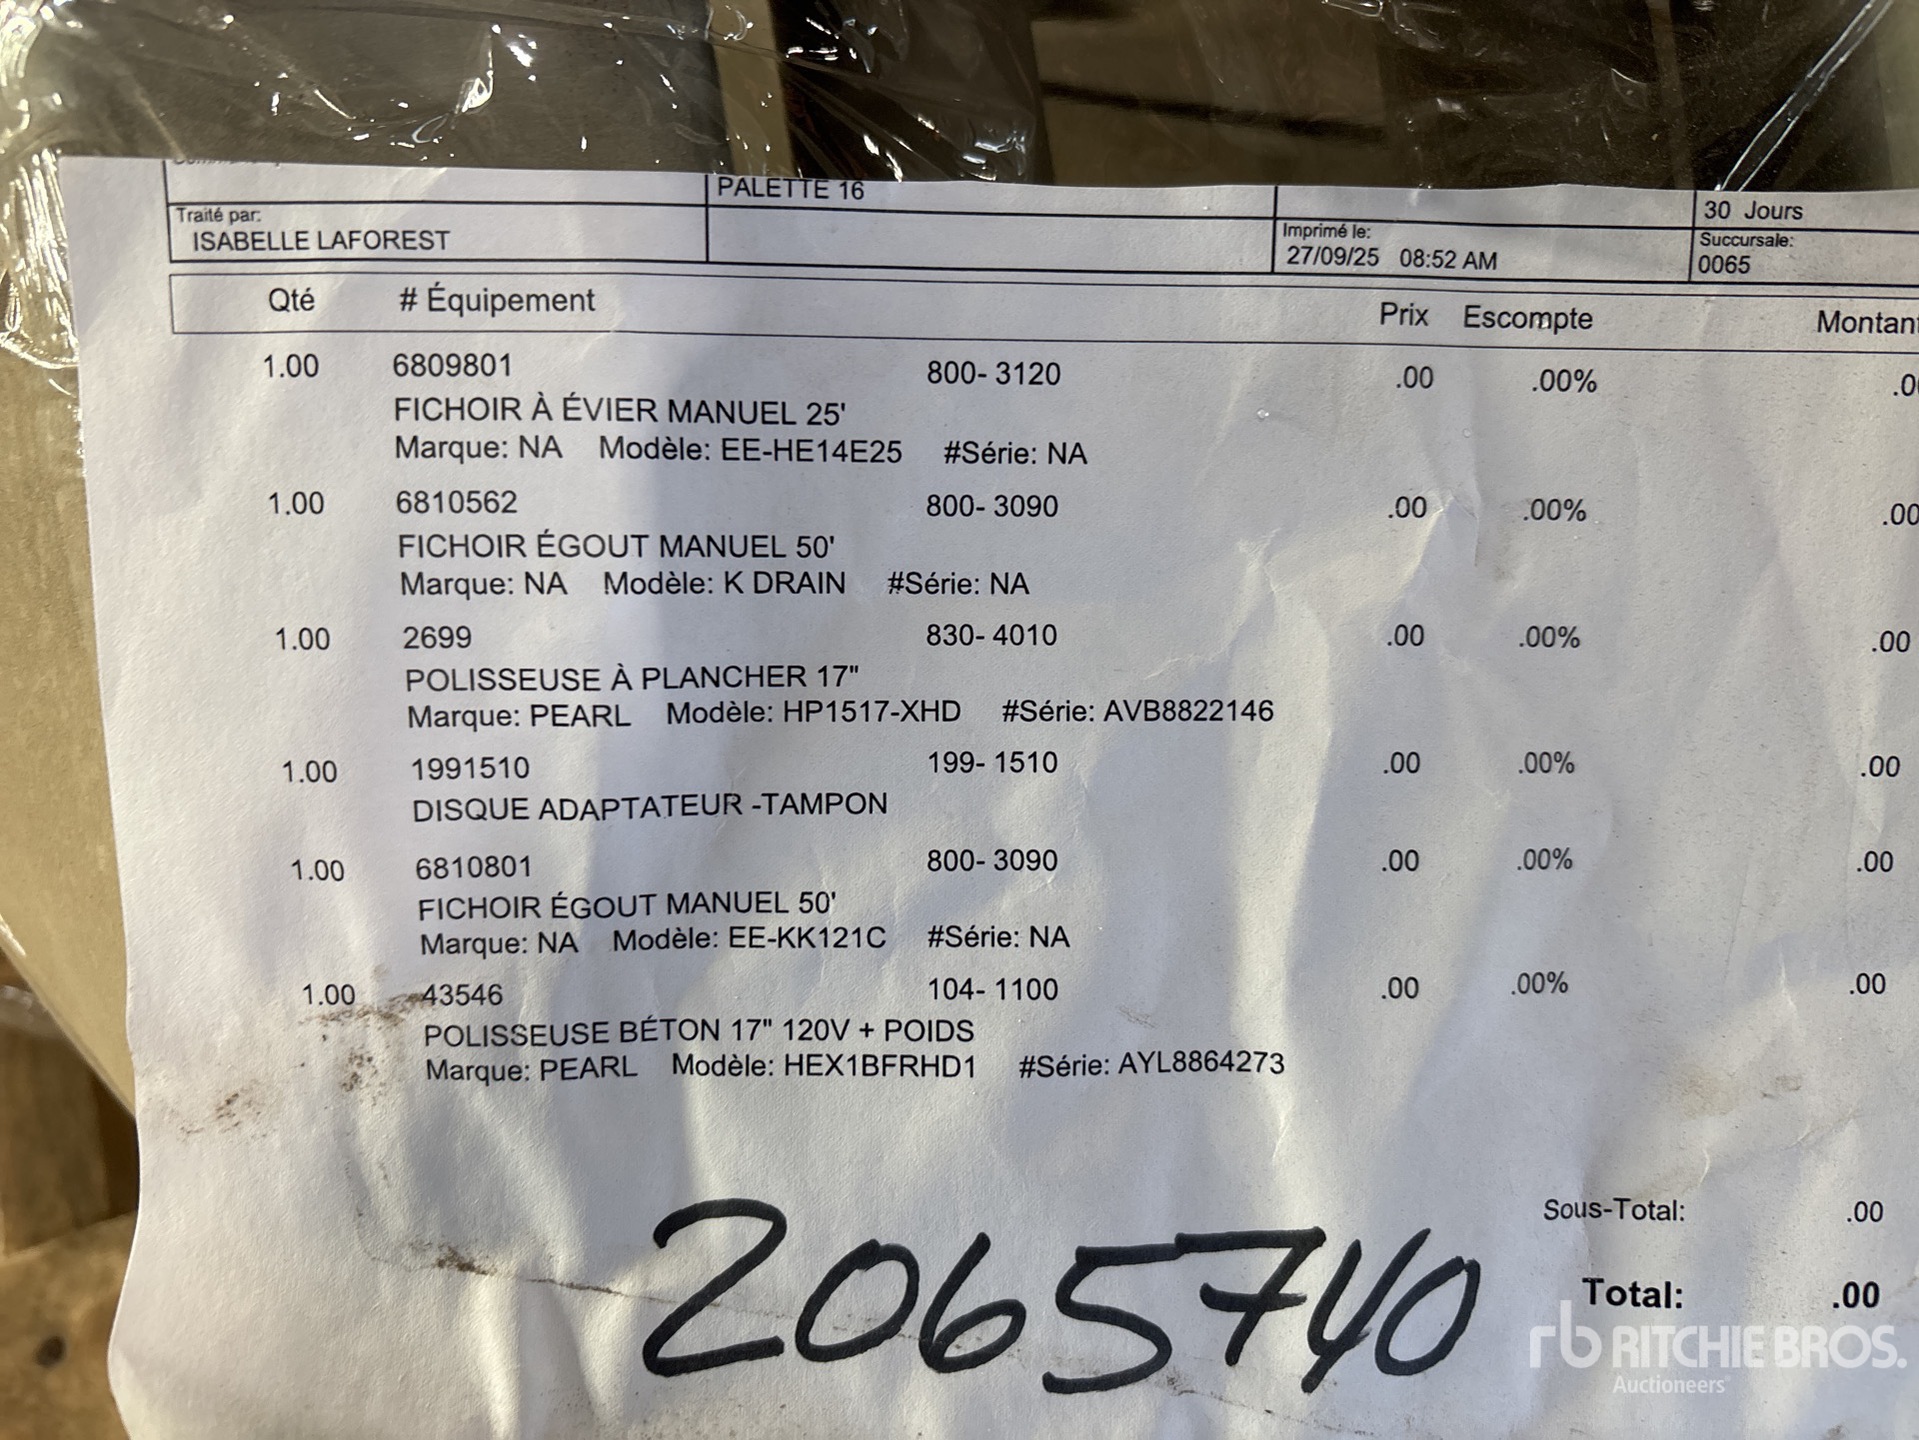 PALETTE 16
30 Jours
Traité par:
ISABELLE LAFOREST
Imprimé le:
27/09/25 08:52 AM
Succursale:
0065
Qté # Équipement Prix Escompte Montant
1.00 6809801 800- 3120 .00 .00% .0
FICHOIR À ÉVIER MANUEL 25'
Marque: NA Modèle: EE-HE14E25 #Série: NA
1.00 6810562 800- 3090 .00 .00% .00
FICHOIR ÉGOUT MANUEL 50'
Marque: NA Modèle: K DRAIN #Série: NA
1.00 2699 830- 4010 .00 .00% .00
POLISSEUSE À PLANCHER 17"
Marque: PEARL Modèle: HP1517-XHD #Série: AVB8822146
1.00 1991510 199- 1510 .00 .00% .00
DISQUE ADAPTATEUR -TAMPON
1.00 6810801 800- 3090 .00 .00% .00
FICHOIR ÉGOUT MANUEL 50'
Marque: NA Modèle: EE-KK121C #Série: NA
1.00 43546 104- 1100 .00 .00% .00
POLISSEUSE BÉTON 17" 120V + POIDS
Marque: PEARL Modèle: HEX1BFRHD1 #Série: AYL8864273
Sous-Total: .00
Total: .00
2065740
rb RITCHIE BROS.
Auctioneers